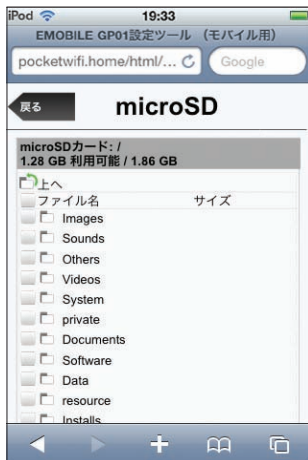 iPod 19:33
EMOBILE GP01設定ツール （モバイル用）
pocketwifi.home/html/... Google
戻る microSD
microSDカード: /
1.28 GB 利用可能 / 1.86 GB
上へ
ファイル名 サイズ
Images
Sounds
Others
Videos
System
private
Documents
Software
Data
resource
Installs